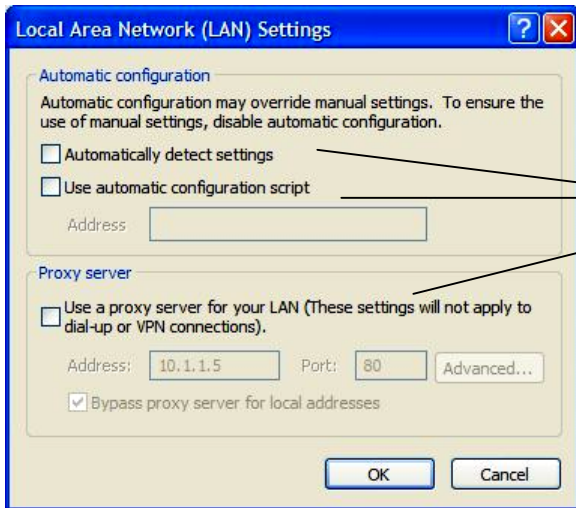 Local Area Network (LAN) Settings
Automatic configuration
Automatic configuration may override manual settings. To ensure the
use of manual settings, disable automatic configuration.
Automatically detect settings
Use automatic configuration script
Address
Proxy server
Use a proxy server for your LAN (These settings will not apply to
dial-up or VPN connections).
Address: 10.1.1.5 Port: 80 Advanced...
Bypass proxy server for local addresses
OK Cancel